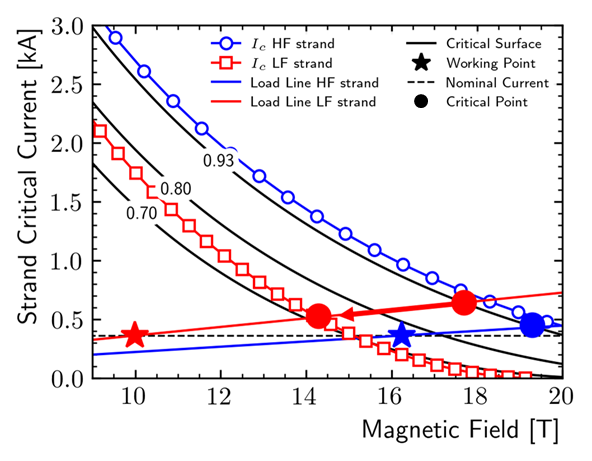 3.0
2.5
2.0
1.5
1.0
0.5
0.0
Strand Critical Current [kA]
I_c HF strand
I_c LF strand
Load Line HF strand
Load Line LF strand
Critical Surface
Working Point
Nominal Current
Critical Point
0.93
0.80
0.70
10 12 14 16 18 20
Magnetic Field [T]